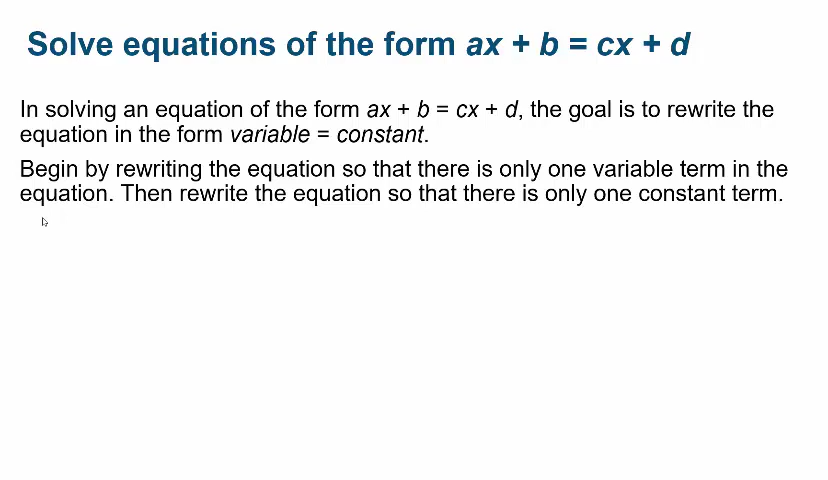 Solve equations of the form ax + b = cx + d
In solving an equation of the form ax + b = cx + d, the goal is to rewrite the
equation in the form variable = constant.
Begin by rewriting the equation so that there is only one variable term in the
equation. Then rewrite the equation so that there is only one constant term.